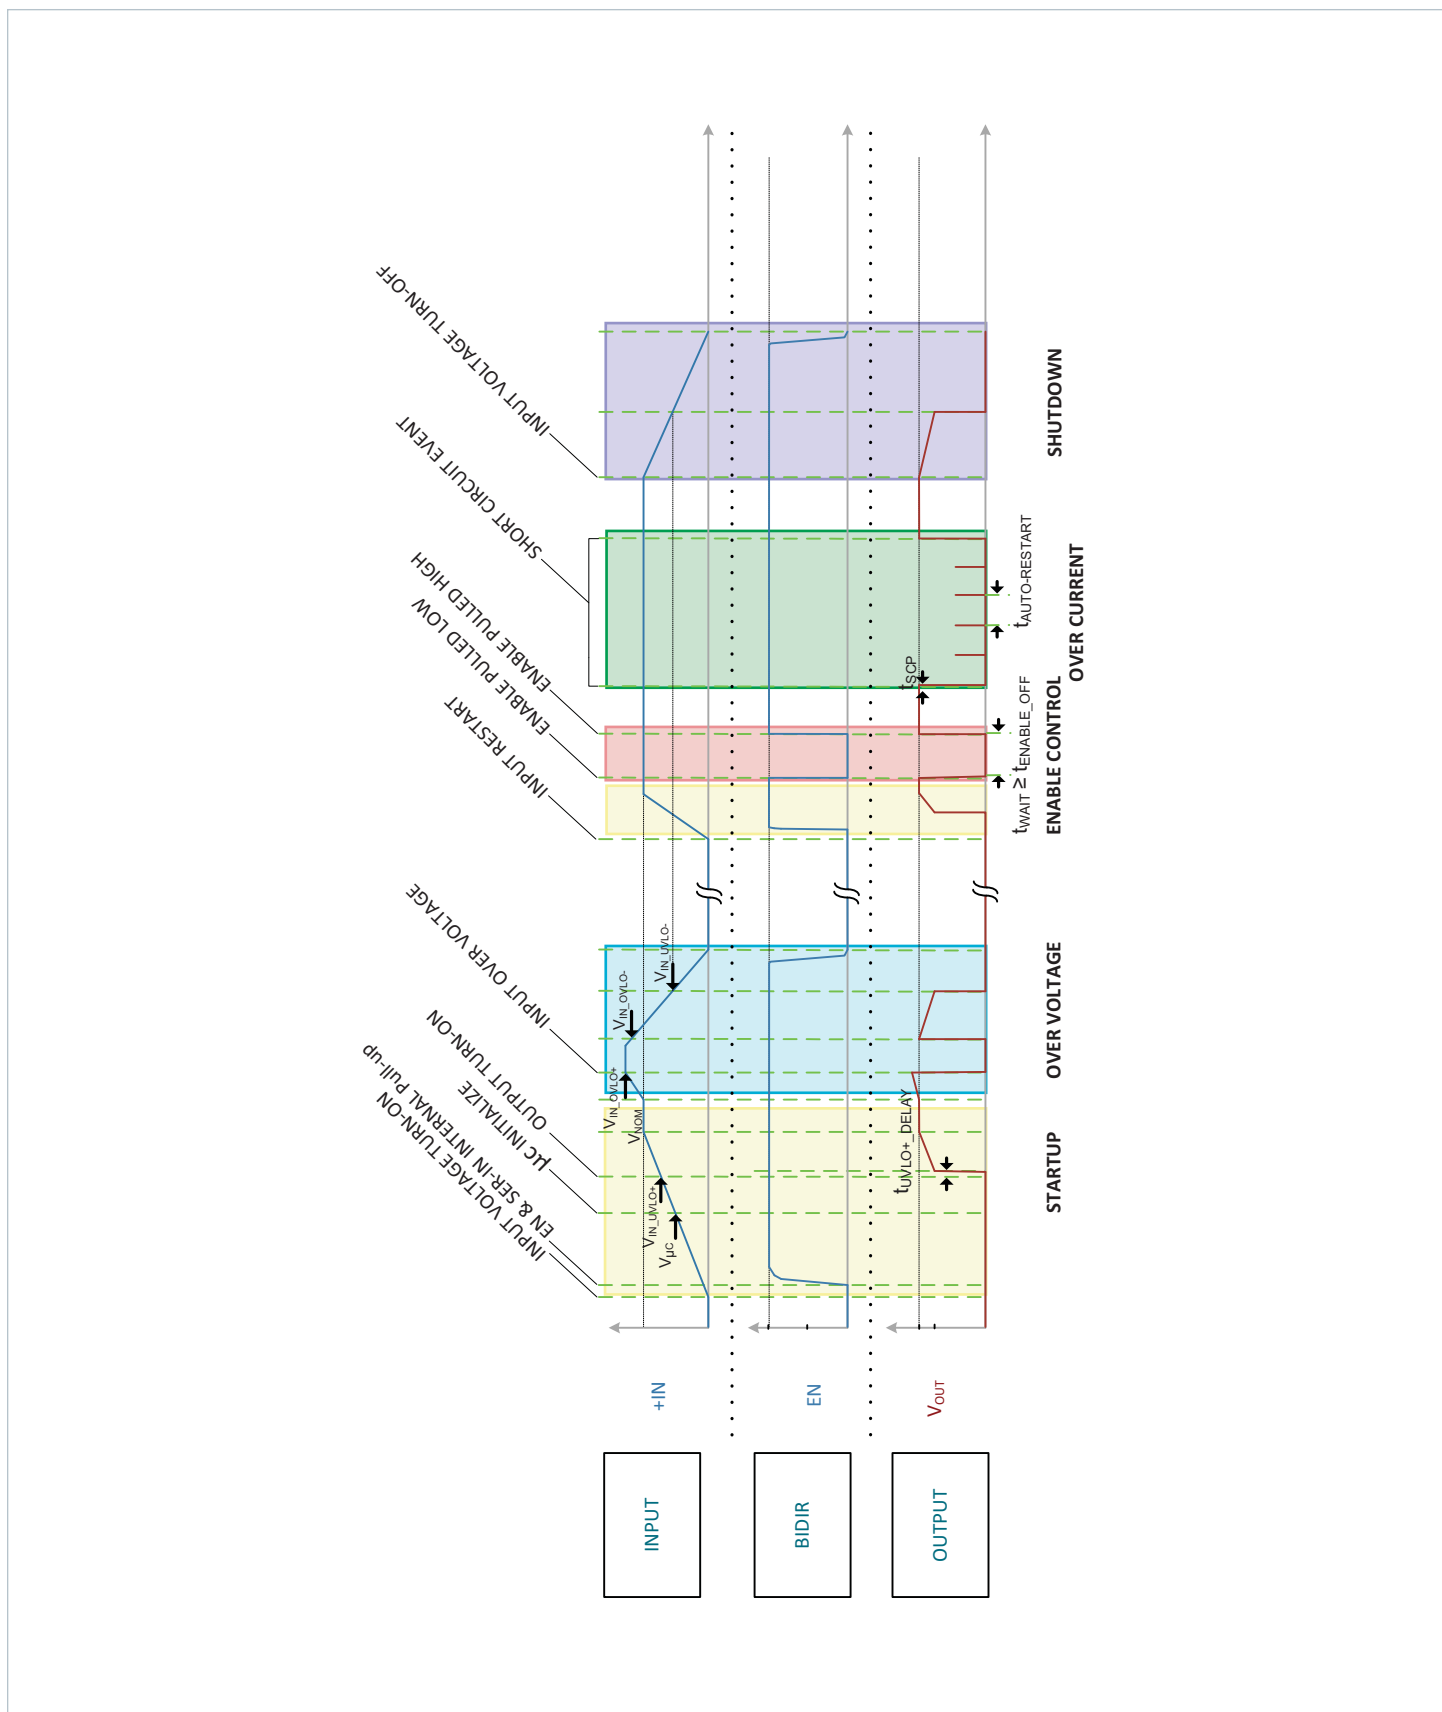 INPUT VOLTAGE TURN-ON
EN & SER-IN INTERNAL Pull-up
µC INITIALIZE
OUTPUT TURN-ON
INPUT OVER VOLTAGE
INPUT RESTART
ENABLE PULLED LOW
ENABLE PULLED HIGH
SHORT CIRCUIT EVENT
INPUT VOLTAGE TURN-OFF
INPUT
+IN
VµC
VIN_UVLO+
VNOM
VIN_OVLO+
VIN_OVLO-
VIN_UVLO-
BIDIR
EN
OUTPUT
VOUT
tUVLO+_DELAY
tSCP
tWAIT ≥ tENABLE_OFF
tAUTO-RESTART
STARTUP
OVER VOLTAGE
ENABLE CONTROL
OVER CURRENT
SHUTDOWN